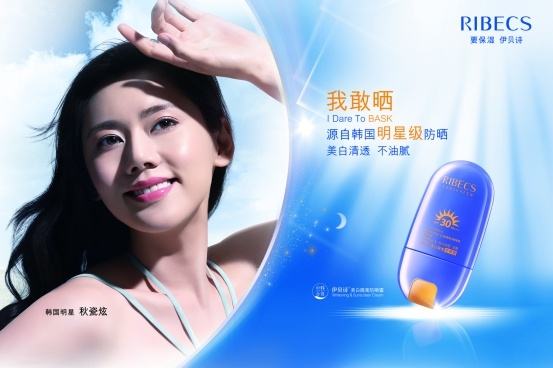 RIBECS
要保湿 伊贝诗
我敢晒
I Dare To BASK
源自韩国明星级防晒
美白清透 不油腻
RIBECS
30
伊贝诗
Whitening & Sunscreen Cream
韩国明星 秋瓷炫